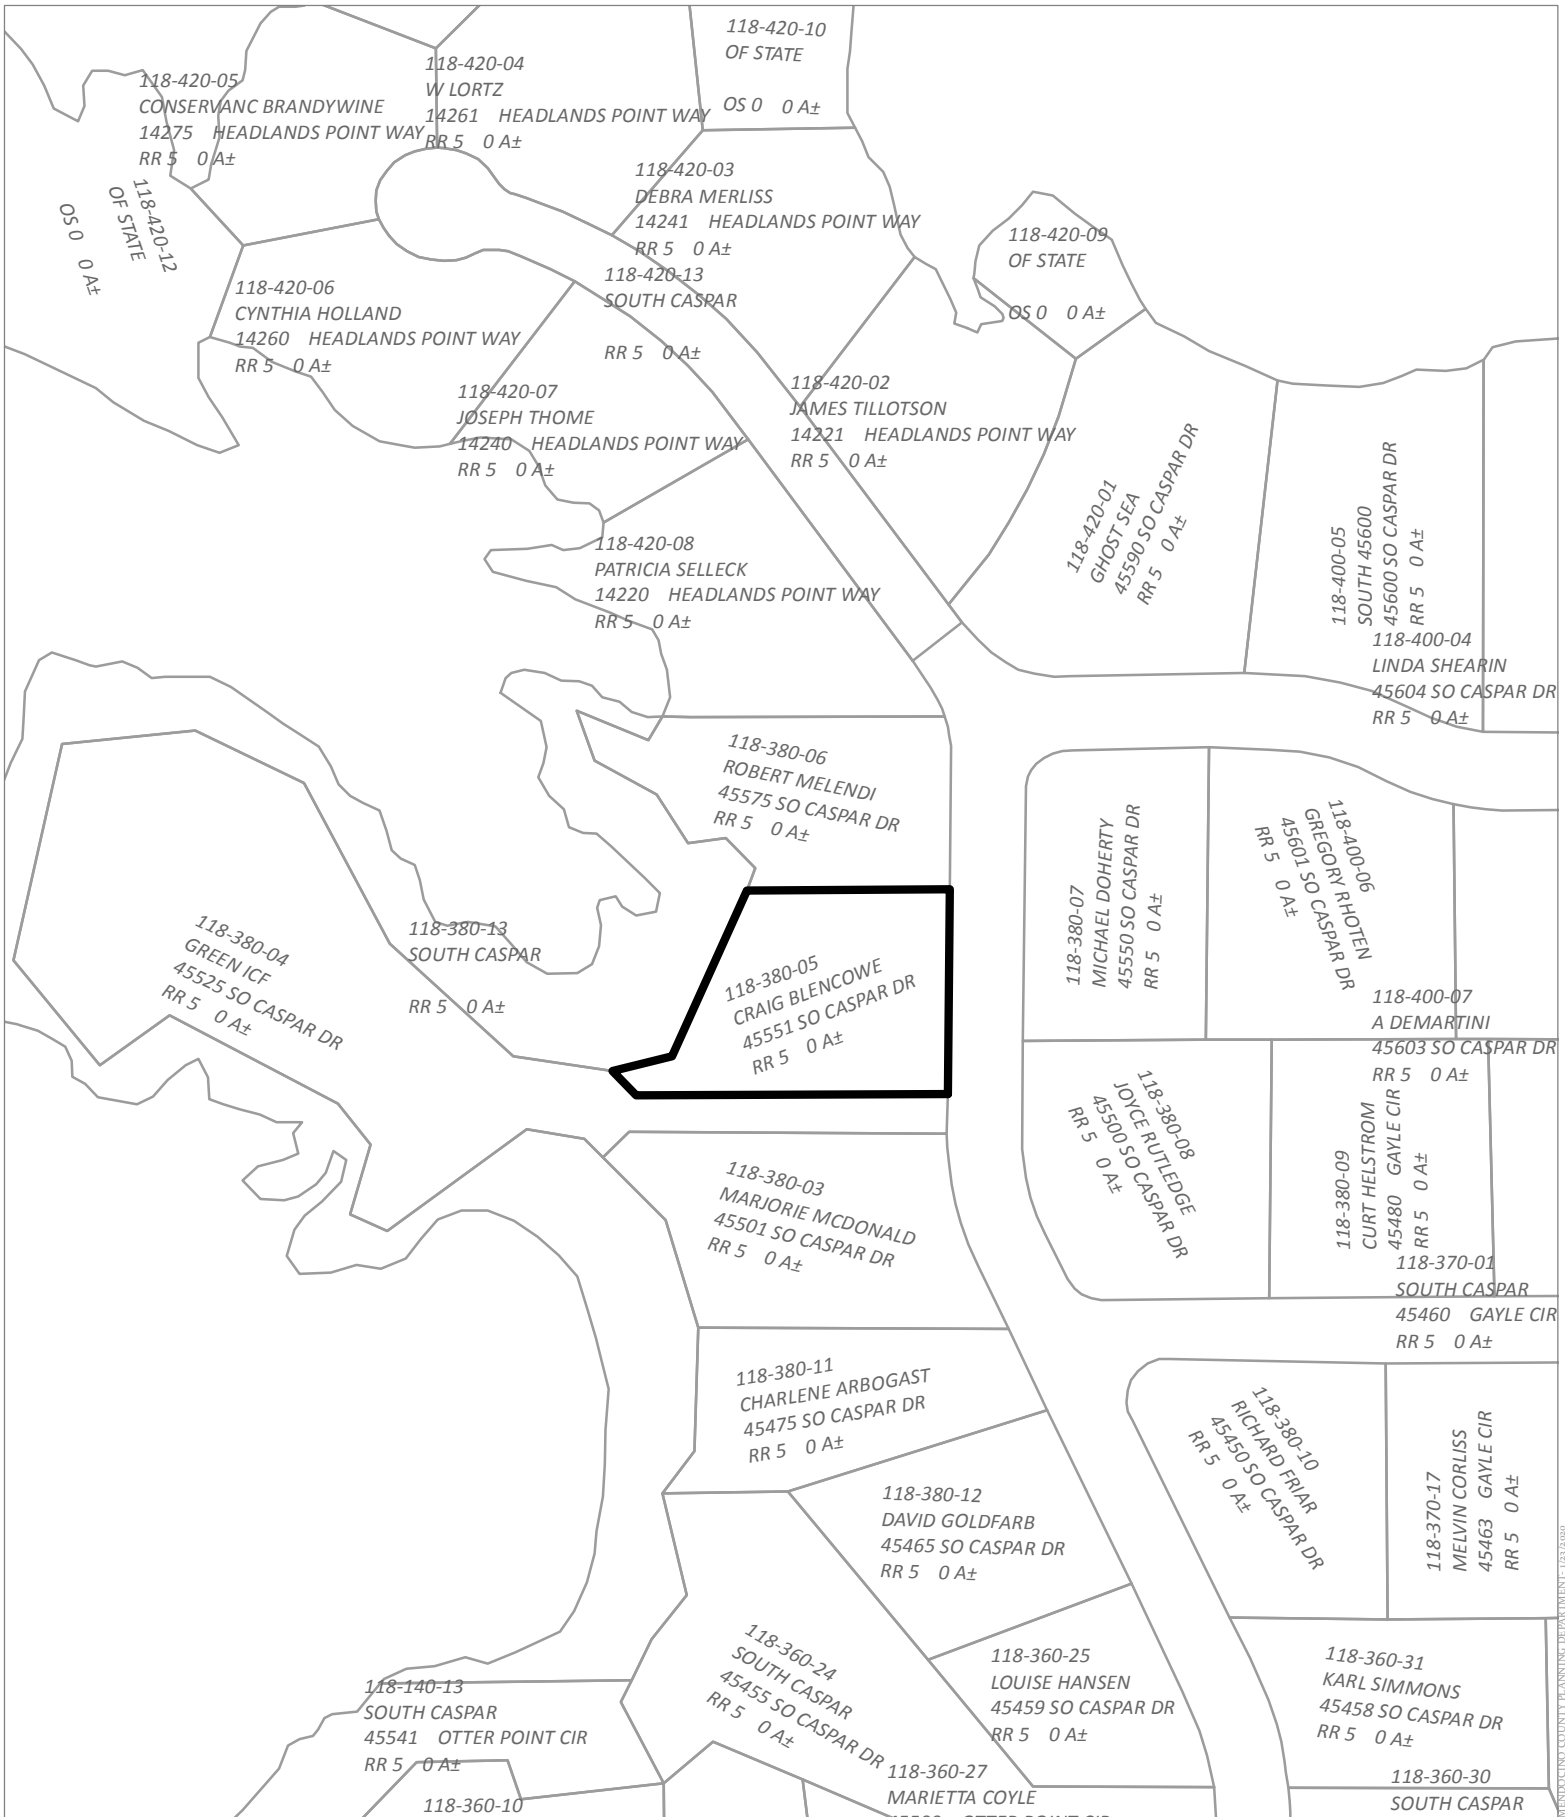 118-420-10
OF STATE
OS 0 0 A±
118-420-05
CONSERVANC BRANDYWINE
14275 HEADLANDS POINT WAY
RR 5 0 A±
118-420-04
W LORTZ
14261 HEADLANDS POINT WAY
RR 5 0 A±
118-420-03
DEBRA MERLISS
14241 HEADLANDS POINT WAY
RR 5 0 A±
118-420-12
OF STATE
OS 0 0 A±
118-420-09
OF STATE
OS 0 0 A±
118-420-13
SOUTH CASPAR
RR 5 0 A±
118-420-06
CYNTHIA HOLLAND
14260 HEADLANDS POINT WAY
RR 5 0 A±
118-420-07
JOSEPH THOME
14240 HEADLANDS POINT WAY
RR 5 0 A±
118-420-02
JAMES TILLOTSON
14221 HEADLANDS POINT WAY
RR 5 0 A±
118-420-01
GHOST SEA
45590 SO CASPAR DR
RR 5 0 A±
118-400-05
SOUTH 45600
45600 SO CASPAR DR
RR 5 0 A±
118-420-08
PATRICIA SELLECK
14220 HEADLANDS POINT WAY
RR 5 0 A±
118-400-04
LINDA SHEARIN
45604 SO CASPAR DR
RR 5 0 A±
118-380-06
ROBERT MELENDI
45575 SO CASPAR DR
RR 5 0 A±
118-380-07
MICHAEL DOHERTY
45550 SO CASPAR DR
RR 5 0 A±
118-400-06
GREGORY RHOTEN
45601 SO CASPAR DR
RR 5 0 A±
118-380-04
GREEN ICF
45525 SO CASPAR DR
RR 5 0 A±
118-380-13
SOUTH CASPAR
RR 5 0 A±
118-380-05
CRAIG BLENCOWE
45551 SO CASPAR DR
RR 5 0 A±
118-400-07
A DEMARTINI
45603 SO CASPAR DR
RR 5 0 A±
118-380-08
JOYCE RUTLEDGE
45500 SO CASPAR DR
RR 5 0 A±
118-380-09
CURT HELSTROM
45480 GAYLE CIR
RR 5 0 A±
118-380-03
MARJORIE MCDONALD
45501 SO CASPAR DR
RR 5 0 A±
118-370-01
SOUTH CASPAR
45460 GAYLE CIR
RR 5 0 A±
118-380-11
CHARLENE ARBOGAST
45475 SO CASPAR DR
RR 5 0 A±
118-380-10
RICHARD FRIAR
45450 SO CASPAR DR
RR 5 0 A±
118-370-17
MELVIN CORLISS
45463 GAYLE CIR
RR 5 0 A±
118-380-12
DAVID GOLDFARB
45465 SO CASPAR DR
RR 5 0 A±
118-360-24
SOUTH CASPAR
45455 SO CASPAR DR
RR 5 0 A±
118-360-25
LOUISE HANSEN
45459 SO CASPAR DR
RR 5 0 A±
118-360-31
KARL SIMMONS
45458 SO CASPAR DR
RR 5 0 A±
118-140-13
SOUTH CASPAR
45541 OTTER POINT CIR
RR 5 0 A±
118-360-27
MARIETTA COYLE
118-360-30
SOUTH CASPAR
118-360-10
MENDOCINO COUNTY PLANNING DEPARTMENT-